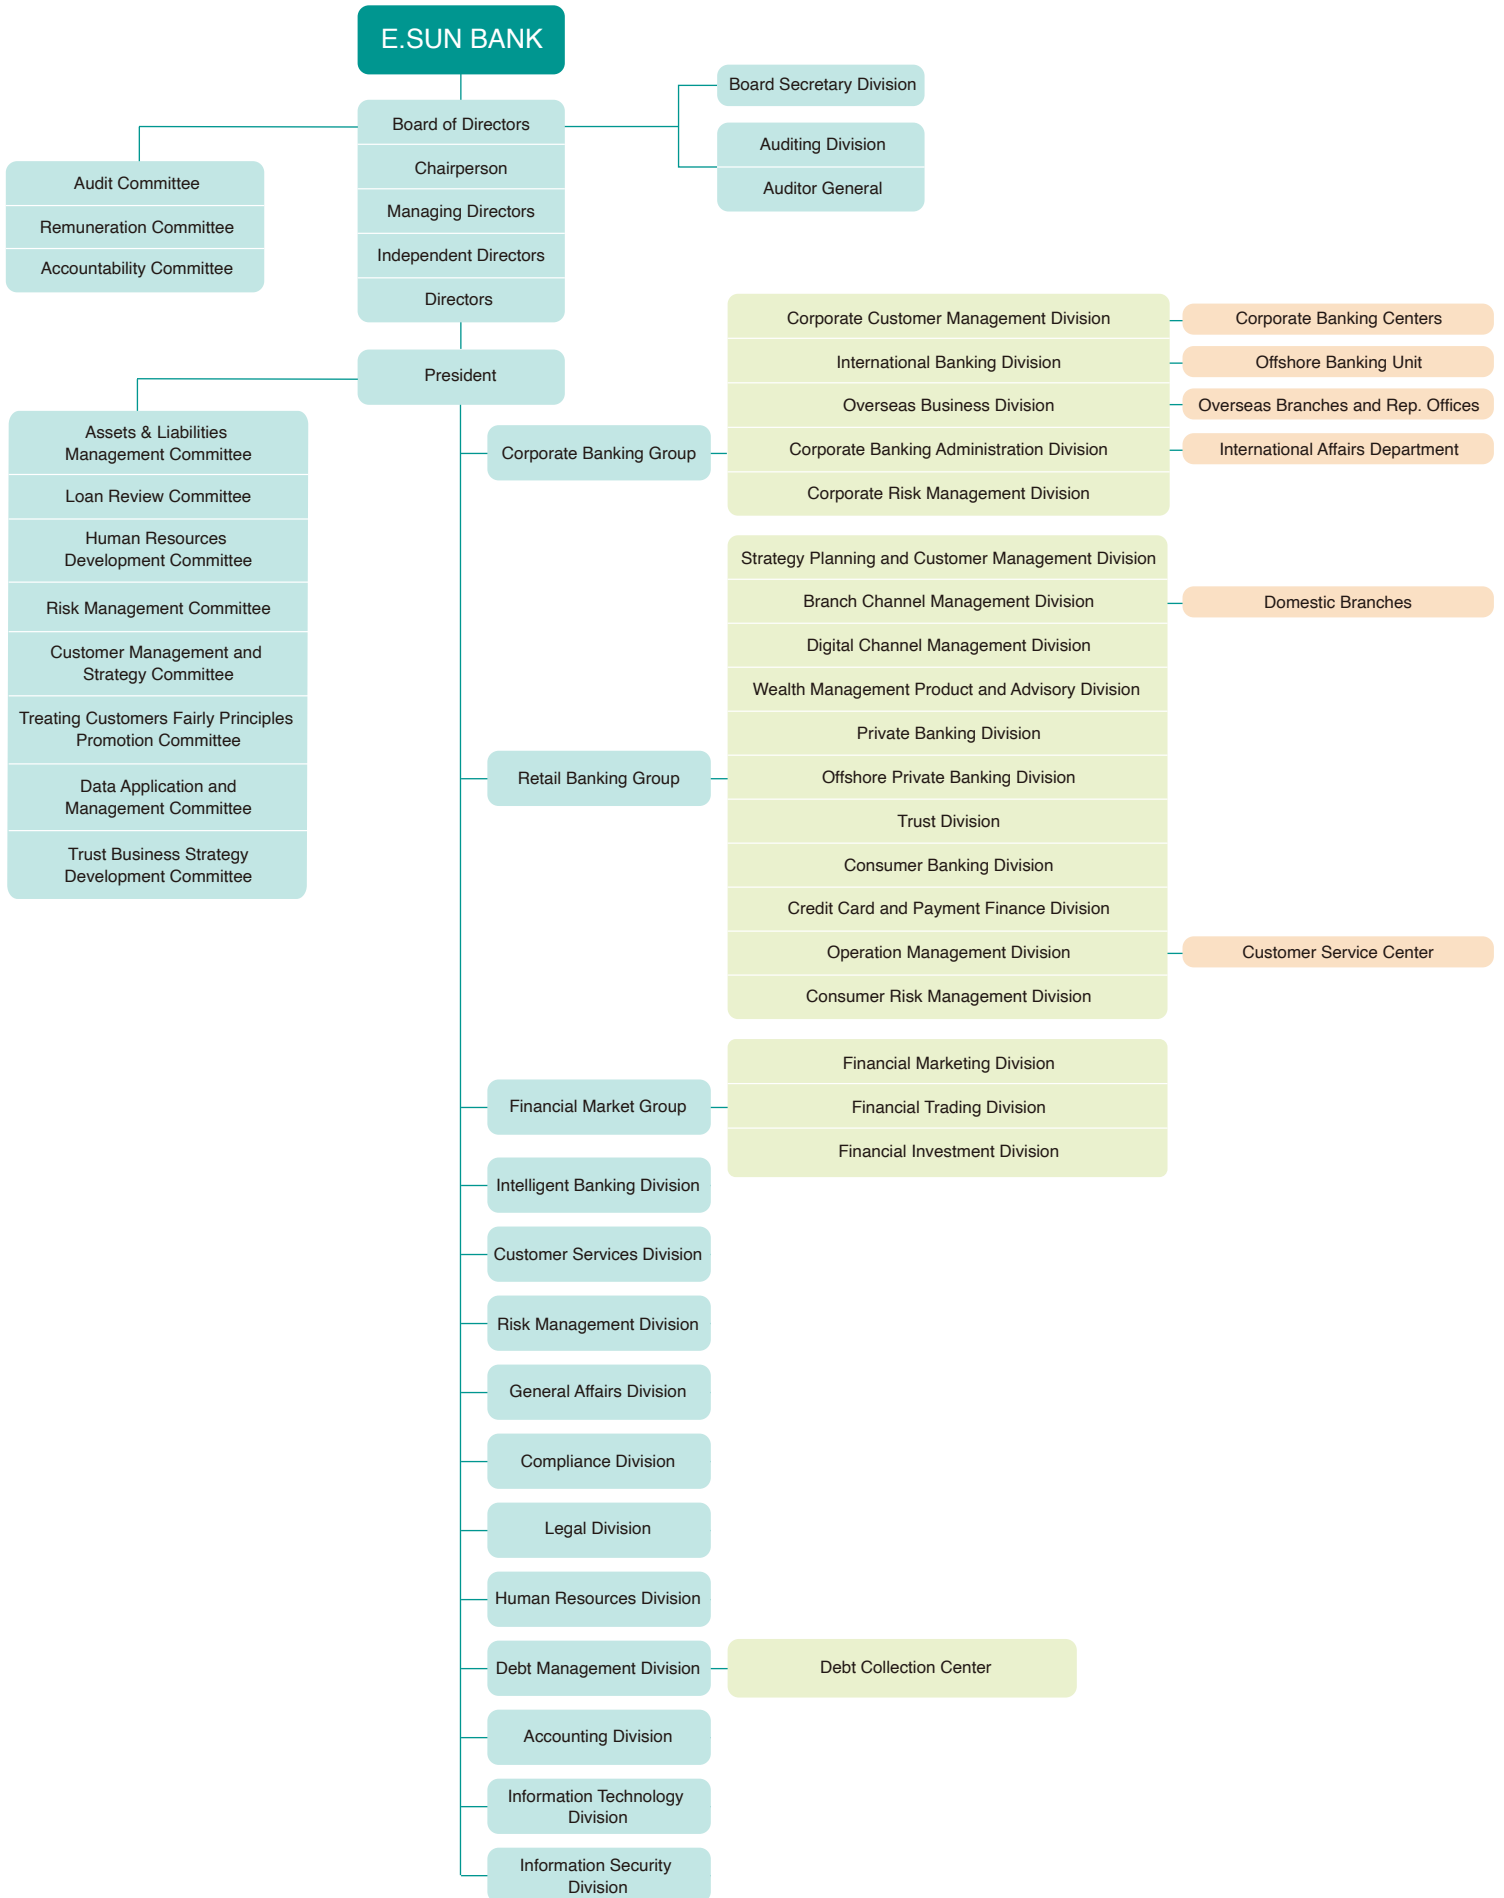 E.SUN BANK
Board of Directors
Chairperson
Managing Directors
Independent Directors
Directors
Board Secretary Division
Auditing Division
Auditor General
Audit Committee
Remuneration Committee
Accountability Committee
President
Assets & Liabilities
Management Committee
Loan Review Committee
Human Resources
Development Committee
Risk Management Committee
Customer Management and
Strategy Committee
Treating Customers Fairly Principles
Promotion Committee
Data Application and
Management Committee
Trust Business Strategy
Development Committee
Corporate Banking Group
Corporate Customer Management Division
Corporate Banking Centers
International Banking Division
Offshore Banking Unit
Overseas Business Division
Overseas Branches and Rep. Offices
Corporate Banking Administration Division
International Affairs Department
Corporate Risk Management Division
Retail Banking Group
Strategy Planning and Customer Management Division
Branch Channel Management Division
Domestic Branches
Digital Channel Management Division
Wealth Management Product and Advisory Division
Private Banking Division
Offshore Private Banking Division
Trust Division
Consumer Banking Division
Credit Card and Payment Finance Division
Operation Management Division
Customer Service Center
Consumer Risk Management Division
Financial Market Group
Financial Marketing Division
Financial Trading Division
Financial Investment Division
Intelligent Banking Division
Customer Services Division
Risk Management Division
General Affairs Division
Compliance Division
Legal Division
Human Resources Division
Debt Management Division
Debt Collection Center
Accounting Division
Information Technology
Division
Information Security
Division